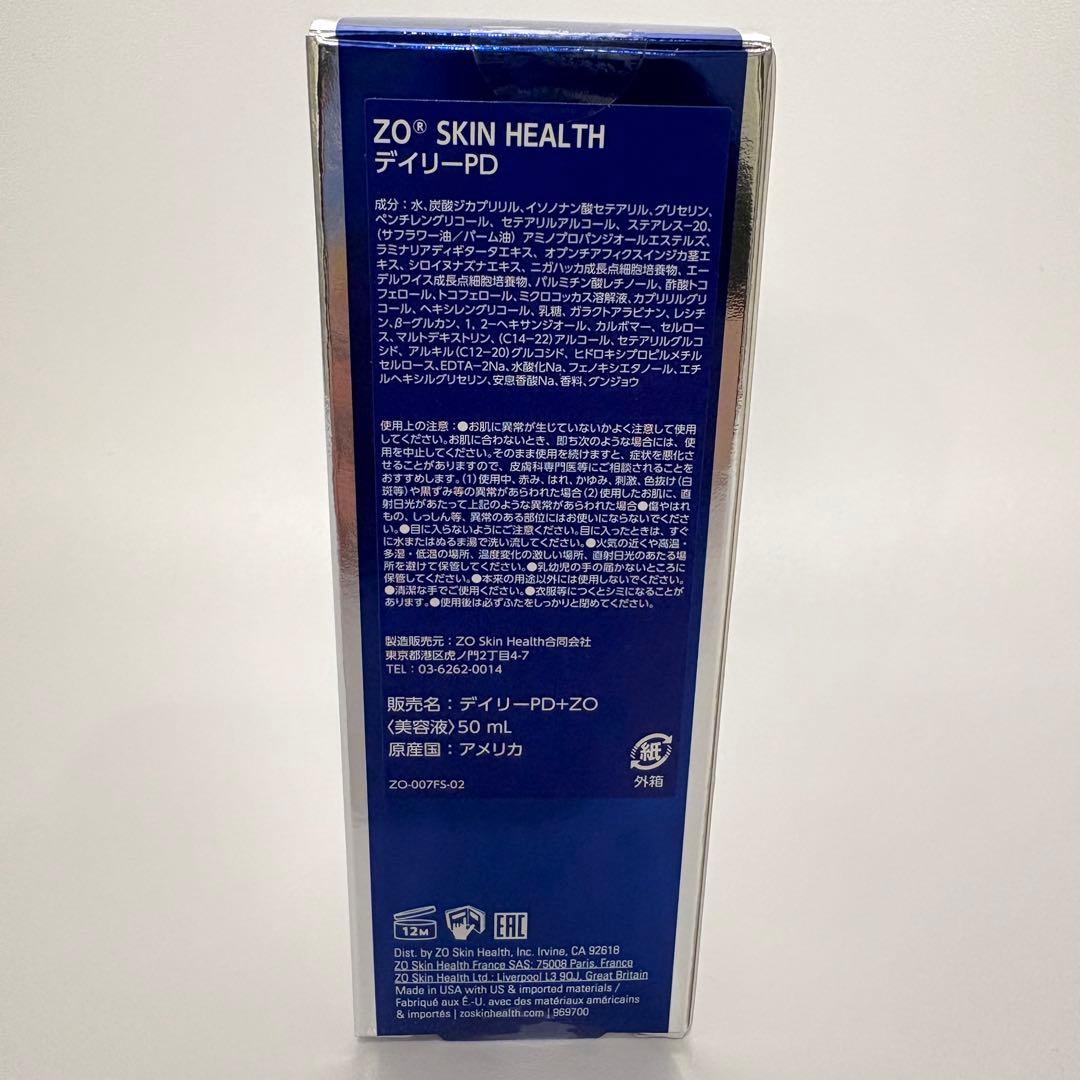 ZO® SKIN HEALTH
デイリーPD
成分：水、炭酸ジカプリリル、イソノナン酸セテアリル、グリセリン、
ペンチレングリコール、セテアリルアルコール、ステアレス-20、
（サフラワー油／パーム油）アミノプロパンジオールエステルズ、
ラミナリアディギタータエキス、オプンチアフィクスインジカ茎エ
キス、シロイヌナズナエキス、ニガハッカ成長点細胞培養物、エー
デルワイス成長点細胞培養物、パルミチン酸レチノール、酢酸トコ
フェロール、トコフェロール、ミクロコッカス溶解液、カプリリルグリ
コール、ヘキシレングリコール、乳糖、ガラクトアラビナン、レシチ
ン、β-グルカン、1，2-ヘキサンジオール、カルボマー、セルロー
ス、マルトデキストリン、（C14-22）アルコール、セテアリルグルコ
シド、アルキル（C12-20）グルコシド、ヒドロキシプロピルメチル
セルロース、EDTA-2Na、水酸化Na、フェノキシエタノール、エチ
ルヘキシルグリセリン、安息香酸Na、香料、グンジョウ
使用上の注意：●お肌に異常が生じていないかよく注意して使用
してください。お肌に合わないとき、即ち次のような場合には、使
用を中止してください。そのまま使用を続けますと、症状を悪化さ
せることがありますので、皮膚科専門医等にご相談されることを
おすすめします。(1)使用中、赤み、はれ、かゆみ、刺激、色抜け（白
斑等）や黒ずみ等の異常があらわれた場合(2)使用したお肌に、直
射日光があたって上記のような異常があらわれた場合●傷やはれ
もの、しっしん等、異常のある部位にはお使いにならないでくださ
い。●目に入らないようにご注意ください。目に入ったときは、すぐ
に水またはぬるま湯で洗い流してください。●火気の近くや高温・
多湿・低温の場所、温度変化の激しい場所、直射日光のあたる場
所を避けて保管してください。●乳幼児の手の届かないところに
保管してください。●本来の用途以外には使用しないでください。
●清潔な手でご使用ください。●衣服等につくとシミになることが
あります。●使用後は必ずふたをしっかりと閉めてください。
製造販売元：ZO Skin Health合同会社
東京都港区虎ノ門2丁目4-7
TEL：03-6262-0014
販売名：デイリーPD+ZO
〈美容液〉50 mL
原産国：アメリカ
紙
外箱
ZO-007FS-02
12M
EAC
Dist. by ZO Skin Health, Inc. Irvine, CA 92618
ZO Skin Health France SAS: 75008 Paris, France
ZO Skin Health Ltd.: Liverpool L3 9QJ, Great Britain
Made in USA with US & imported materials /
Fabriqué aux É.-U. avec des matériaux américains
& importés | zoskinhealth.com | 969700